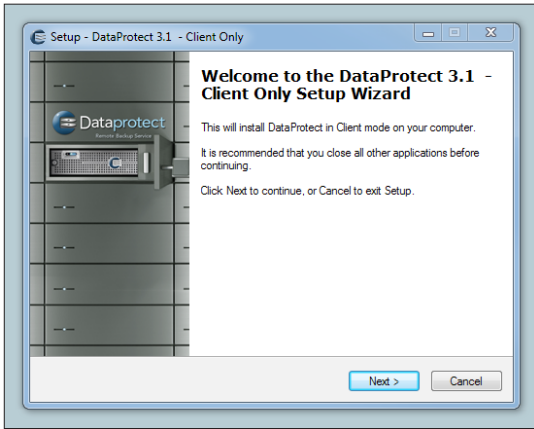 Setup - DataProtect 3.1 - Client Only
Welcome to the DataProtect 3.1 -
Client Only Setup Wizard
Dataprotect
Remote Backup Service
This will install DataProtect in Client mode on your computer.
It is recommended that you close all other applications before
continuing.
Click Next to continue, or Cancel to exit Setup.
Next >
Cancel